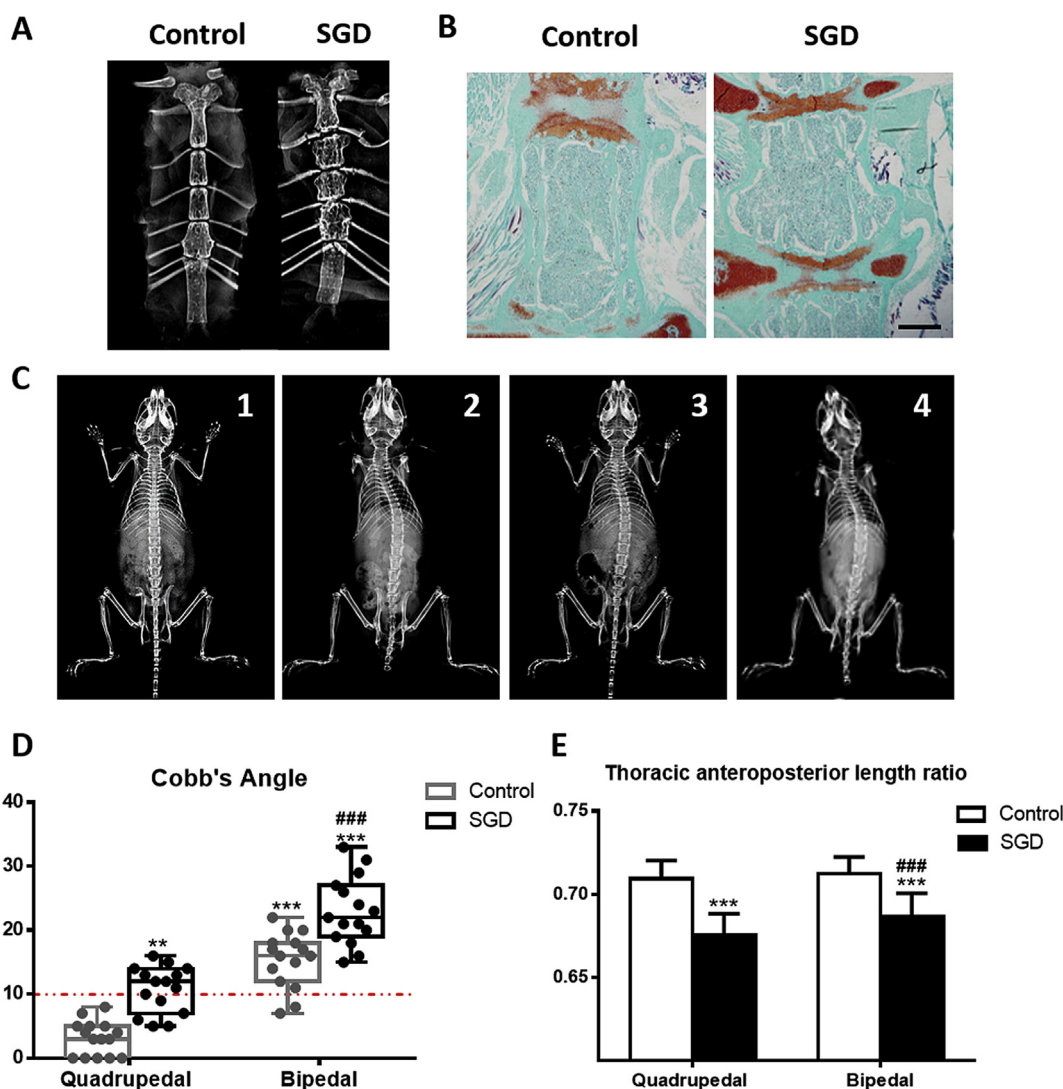 A
Control
SGD
B
Control
SGD
C
1
2
3
4
D
Cobb's Angle
Control
SGD
40
30
20
10
0
**
***
###
***
Quadrupedal
Bipedal
E
Thoracic anteroposterior length ratio
Control
SGD
0.75
0.70
0.65
***
###
***
Quadrupedal
Bipedal